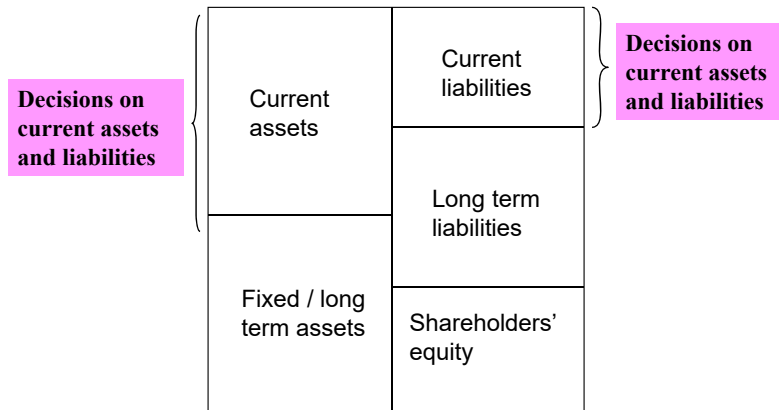 Decisions on
current assets
and liabilities
Current
assets
Fixed / long
term assets
Current
liabilities
Long term
liabilities
Shareholders’
equity
Decisions on
current assets
and liabilities